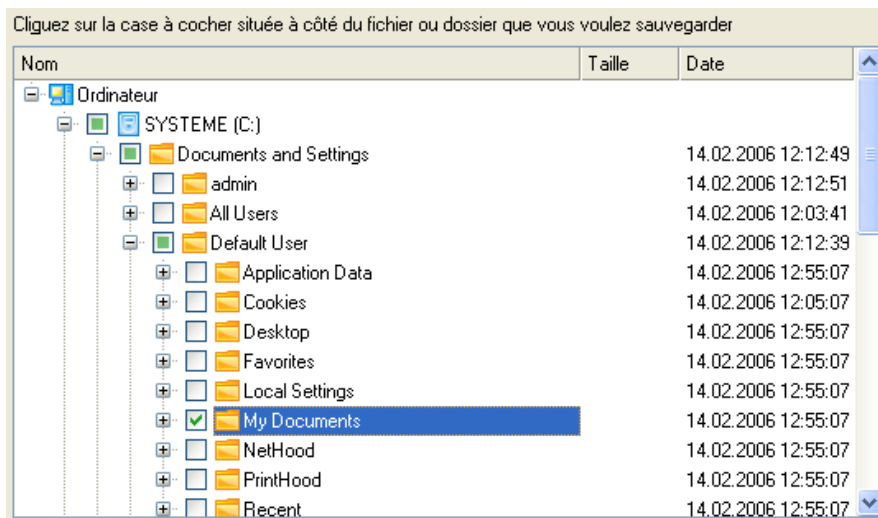 Cliguez sur la case à cocher située à côté du fichier ou dossier que vous voulez sauvegarder
Nom Taille Date
Ordinateur
SYSTEME (C:)
Documents and Settings 14.02.2006 12:12:49
admin 14.02.2006 12:12:51
All Users 14.02.2006 12:03:41
Default User 14.02.2006 12:12:39
Application Data 14.02.2006 12:55:07
Cookies 14.02.2006 12:05:07
Desktop 14.02.2006 12:55:07
Favorites 14.02.2006 12:55:07
Local Settings 14.02.2006 12:55:07
My Documents 14.02.2006 12:55:07
NetHood 14.02.2006 12:55:07
PrintHood 14.02.2006 12:55:07
Recent 14.02.2006 12:55:07